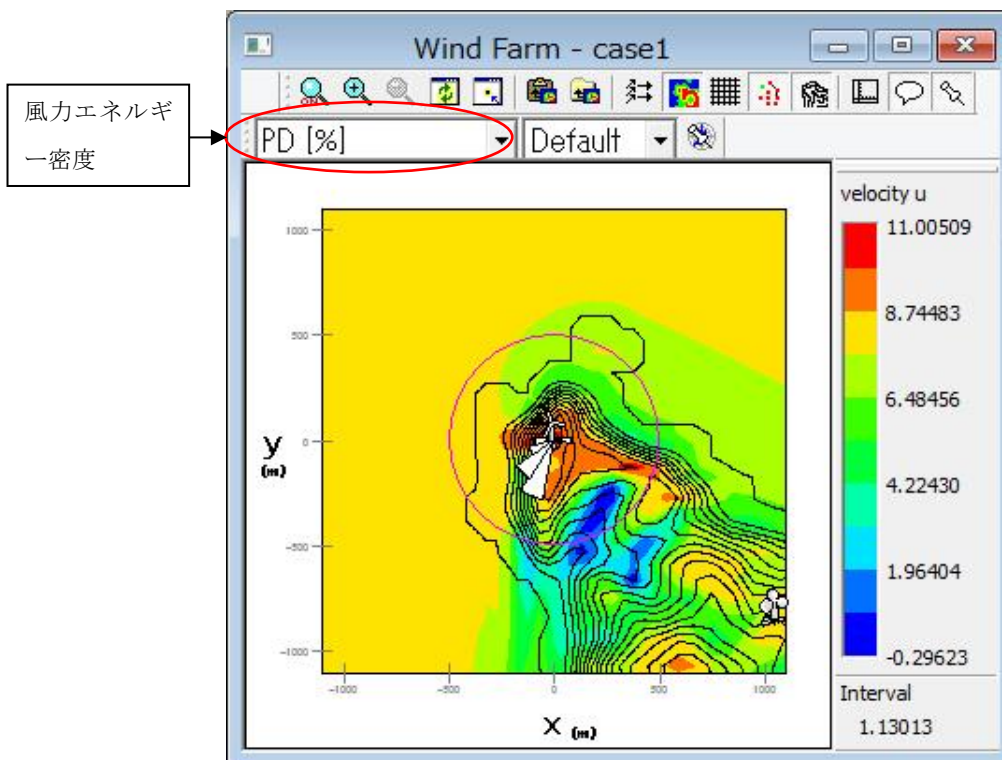 Wind Farm - case1
風力エネルギ
ー密度
PD [%]
Default
velocity u
11.00509
8.74483
6.48456
4.22430
1.96404
-0.29623
Interval
1.13013
1000
500
0
-500
-1000
y
(m)
-1000
-500
0
500
1000
X (m)